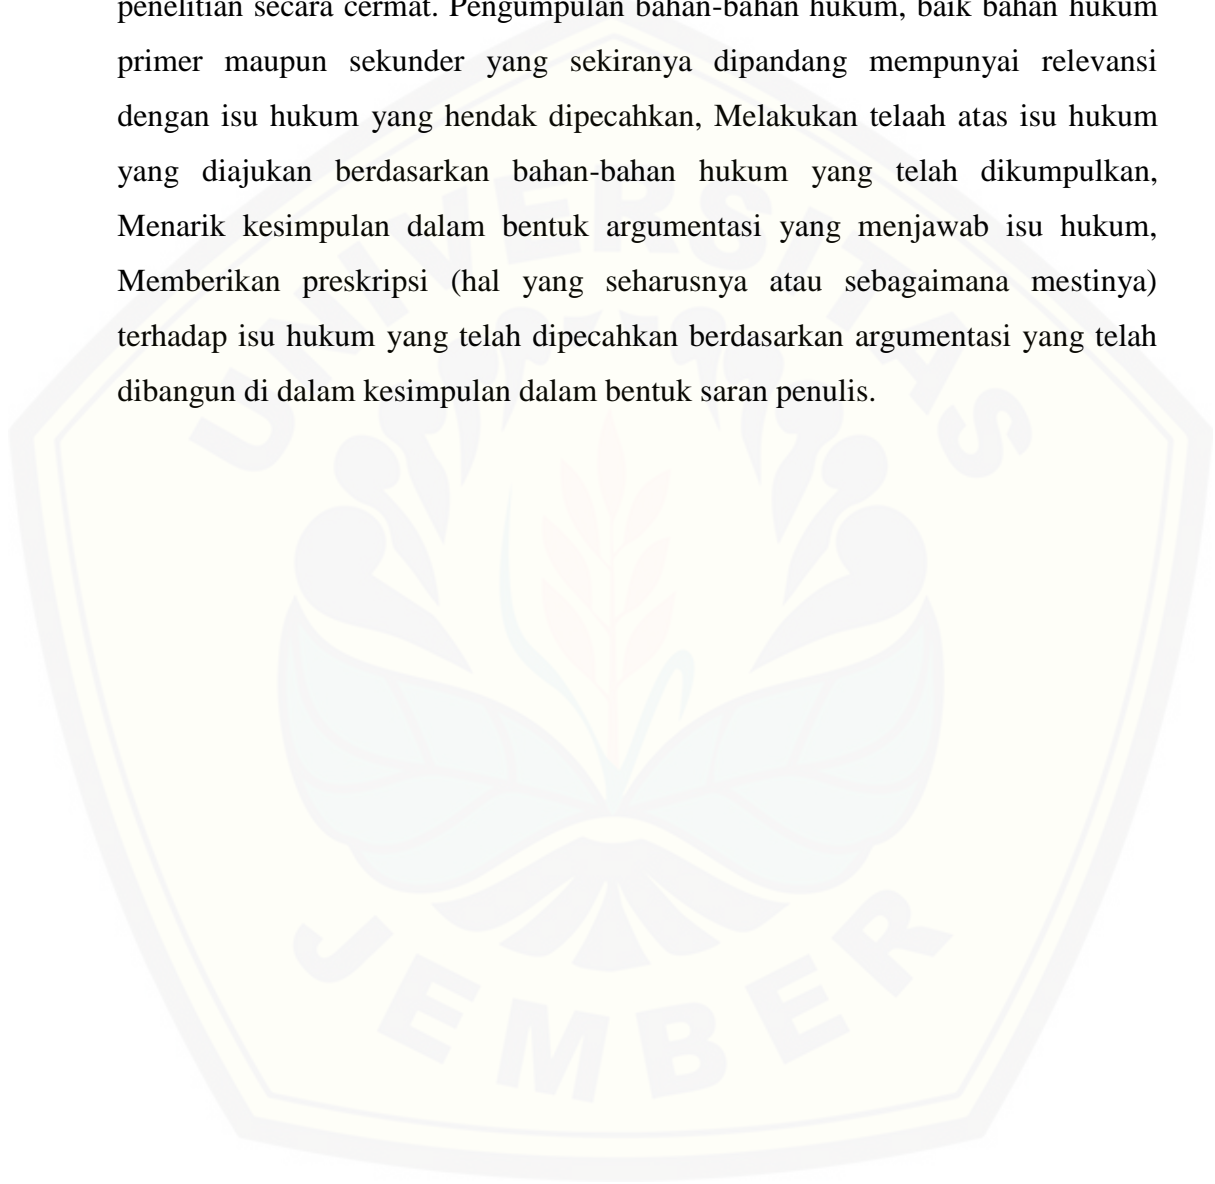 penelitian secara cermat. Pengumpulan bahan-bahan hukum, baik bahan hukum
primer maupun sekunder yang sekiranya dipandang mempunyai relevansi
dengan isu hukum yang hendak dipecahkan, Melakukan telaah atas isu hukum
yang diajukan berdasarkan bahan-bahan hukum yang telah dikumpulkan,
Menarik kesimpulan dalam bentuk argumentasi yang menjawab isu hukum,
Memberikan preskripsi (hal yang seharusnya atau sebagaimana mestinya)
terhadap isu hukum yang telah dipecahkan berdasarkan argumentasi yang telah
dibangun di dalam kesimpulan dalam bentuk saran penulis.
UNIVERSITAS
JEMBER